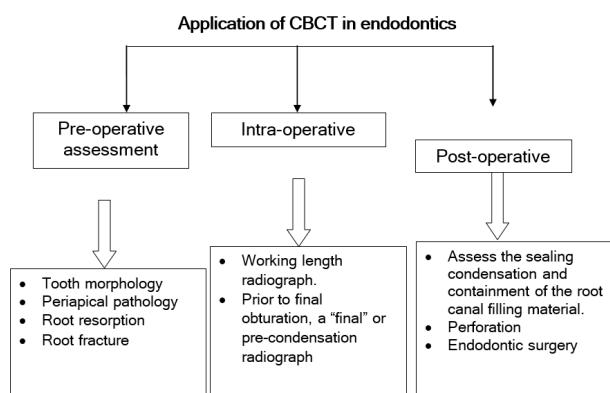 Application of CBCT in endodontics
Pre-operative
assessment
Intra-operative
Post-operative
• Tooth morphology
• Periapical pathology
• Root resorption
• Root fracture
• Working length
radiograph.
• Prior to final
obturation, a “final” or
pre-condensation
radiograph
• Assess the sealing
condensation and
containment of the root
canal filling material.
• Perforation
• Endodontic surgery